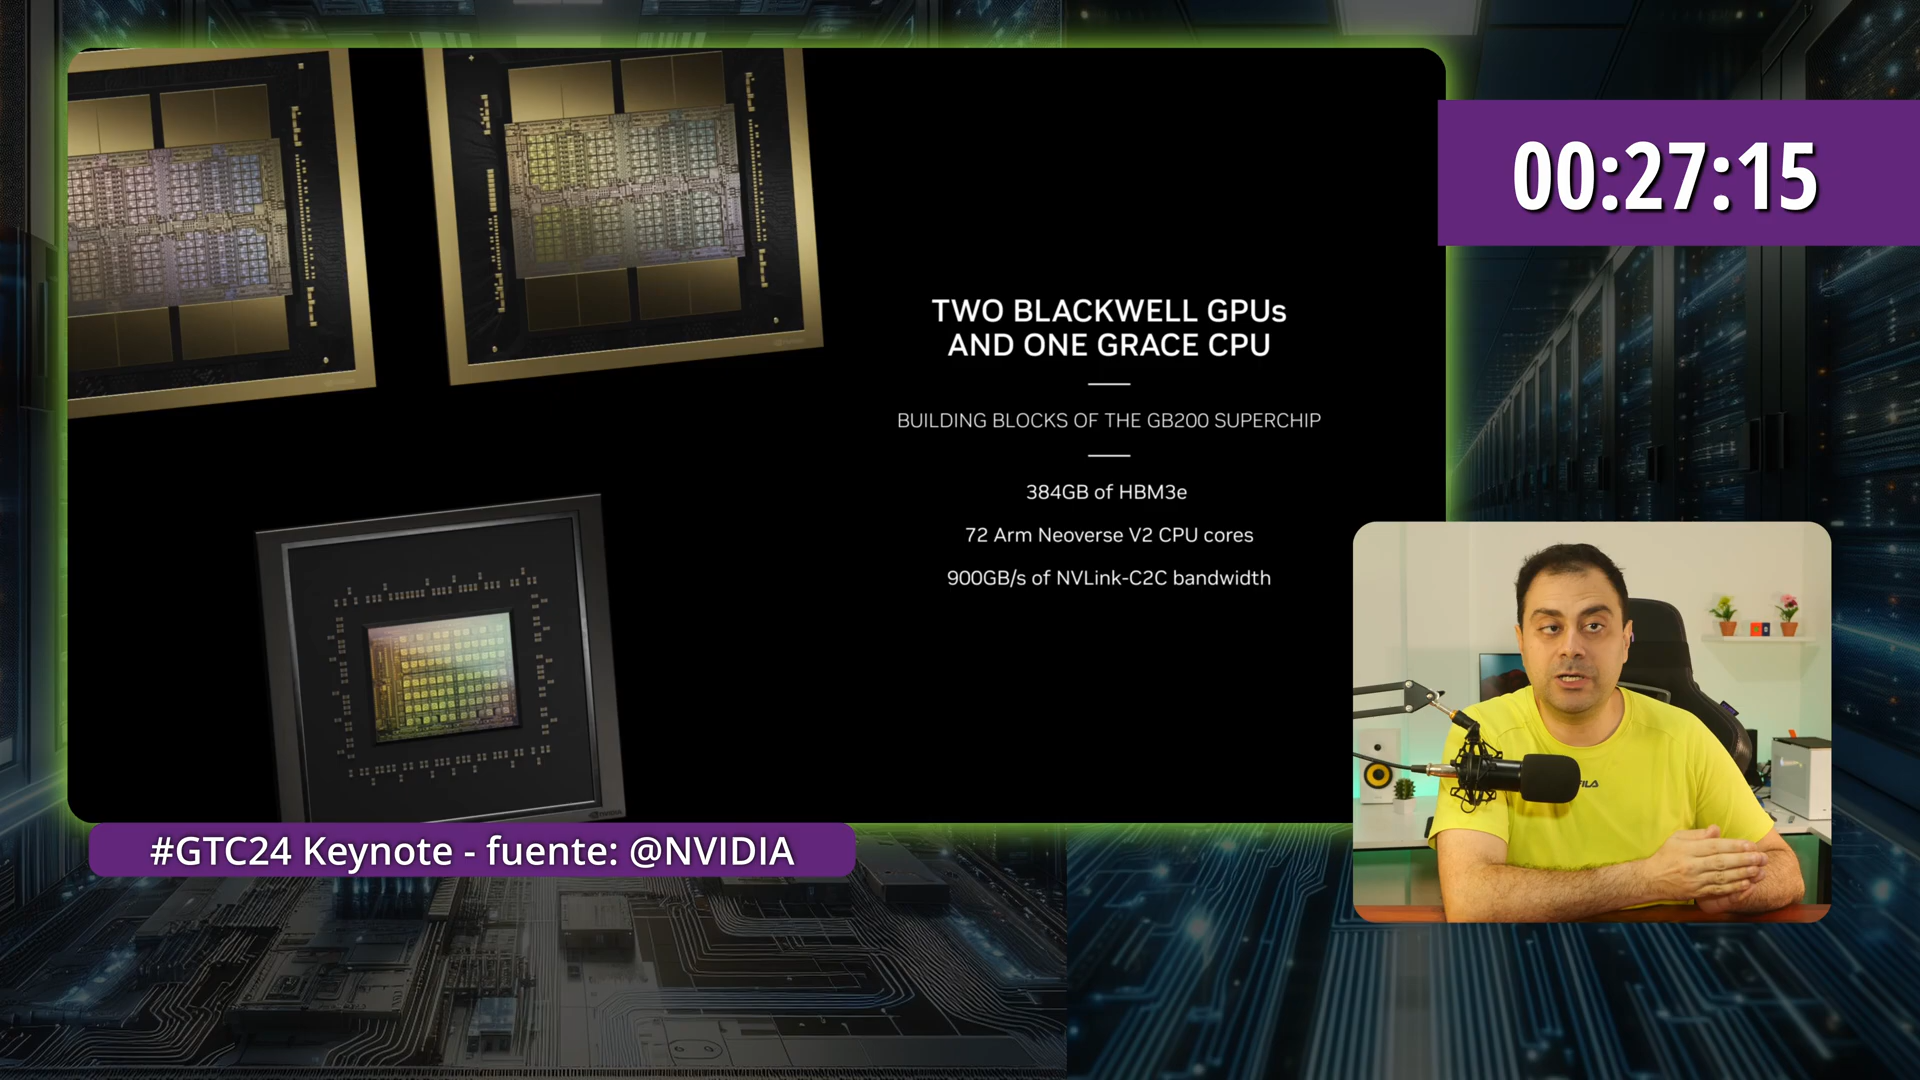 00:27:15
TWO BLACKWELL GPUs
AND ONE GRACE CPU
BUILDING BLOCKS OF THE GB200 SUPERCHIP
384GB of HBM3e
72 Arm Neoverse V2 CPU cores
900GB/s of NVLink-C2C bandwidth
#GTC24 Keynote - fuente: @NVIDIA